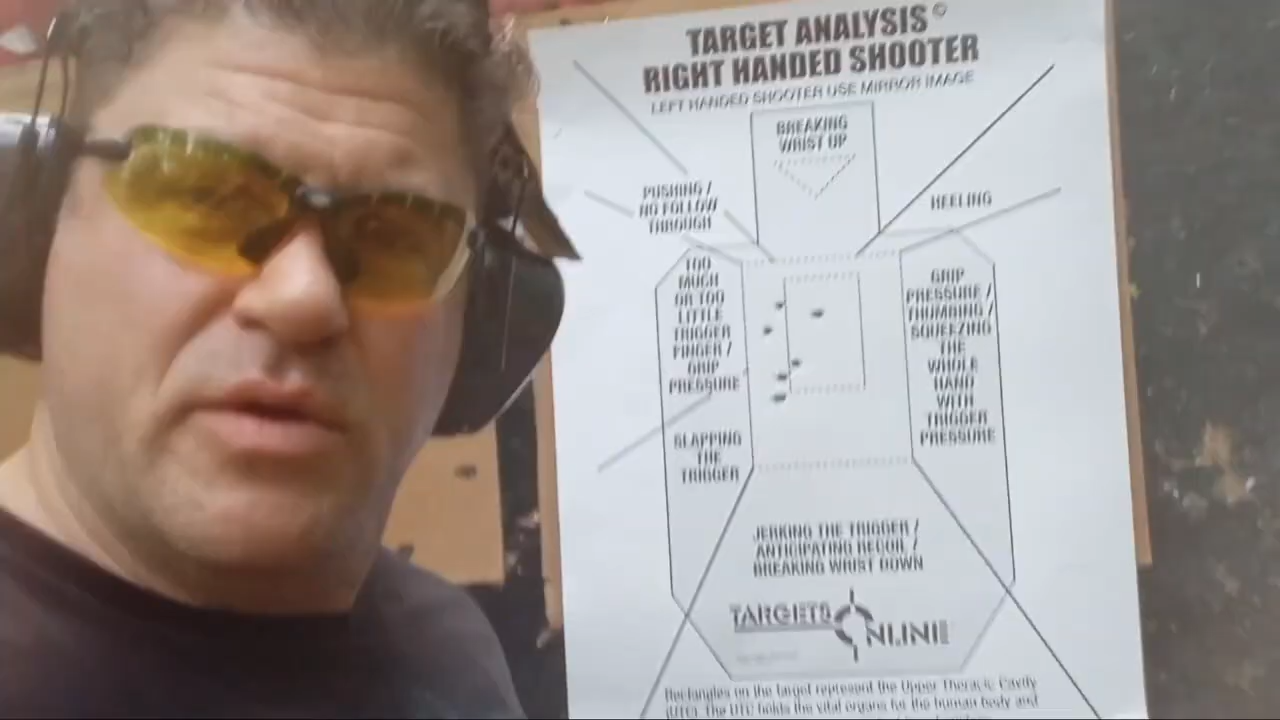 TARGET ANALYSIS©
RIGHT HANDED SHOOTER
LEFT HANDED SHOOTER USE MIRROR IMAGE
BREAKING
WRIST UP
PUSHING /
NO FOLLOW
THROUGH
HEELING
TOO
MUCH
OR TOO
LITTLE
TRIGGER
FINGER /
GRIP
PRESSURE
GRIP
PRESSURE /
THUMBING /
SQUEEZING
THE
WHOLE
HAND
WITH
TRIGGER
PRESSURE
SLAPPING
THE
TRIGGER
JERKING THE TRIGGER /
ANTICIPATING RECOIL /
BREAKING WRIST DOWN
TARGETS
ONLINE
Rectangles on the target represent the Upper Thoracic Cavity
(UTC). The UTC holds the vital organs for the human body and